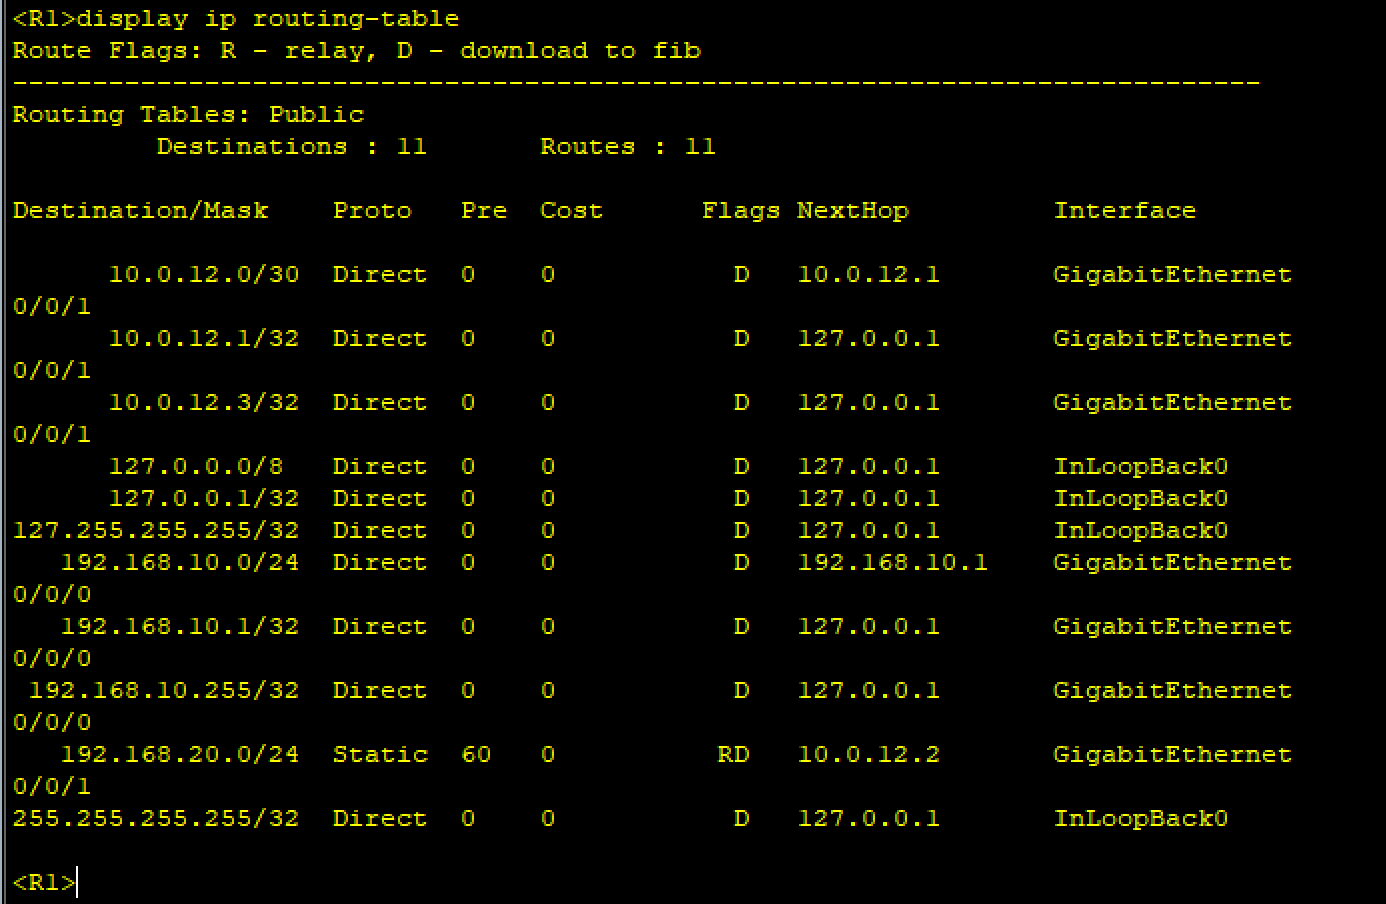 <R1>display ip routing-table
Route Flags: R - relay, D - download to fib
------------------------------------------------------------------------------
Routing Tables: Public
         Destinations : 11       Routes : 11

Destination/Mask    Proto   Pre  Cost      Flags NextHop         Interface

      10.0.12.0/30  Direct  0    0           D   10.0.12.1       GigabitEthernet
0/0/1
      10.0.12.1/32  Direct  0    0           D   127.0.0.1       GigabitEthernet
0/0/1
      10.0.12.3/32  Direct  0    0           D   127.0.0.1       GigabitEthernet
0/0/1
      127.0.0.0/8   Direct  0    0           D   127.0.0.1       InLoopBack0
      127.0.0.1/32  Direct  0    0           D   127.0.0.1       InLoopBack0
127.255.255.255/32  Direct  0    0           D   127.0.0.1       InLoopBack0
   192.168.10.0/24  Direct  0    0           D   192.168.10.1    GigabitEthernet
0/0/0
   192.168.10.1/32  Direct  0    0           D   127.0.0.1       GigabitEthernet
0/0/0
 192.168.10.255/32  Direct  0    0           D   127.0.0.1       GigabitEthernet
0/0/0
   192.168.20.0/24  Static  60   0          RD   10.0.12.2       GigabitEthernet
0/0/1
255.255.255.255/32  Direct  0    0           D   127.0.0.1       InLoopBack0

<R1>